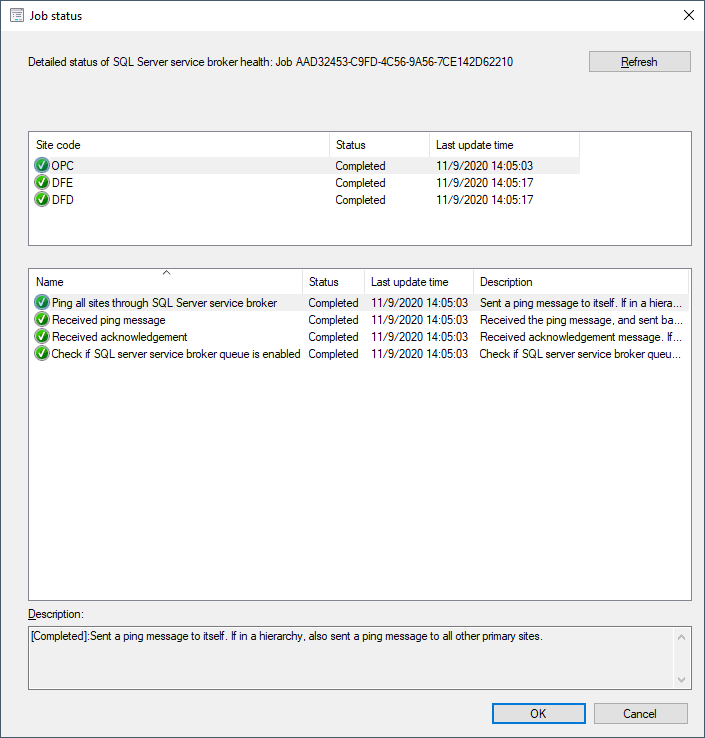 Job status
Detailed status of SQL Server service broker health: Job AAD32453-C9FD-4C56-9A56-7CE142D62210
Refresh
Site code Status Last update time
OPC Completed 11/9/2020 14:05:03
DFE Completed 11/9/2020 14:05:17
DFD Completed 11/9/2020 14:05:17
Name Status Last update time Description
Ping all sites through SQL Server service broker Completed 11/9/2020 14:05:03 Sent a ping message to itself. If in a hiera...
Received ping message Completed 11/9/2020 14:05:03 Received the ping message, and sent ba...
Received acknowledgement Completed 11/9/2020 14:05:03 Received acknowledgement message. If...
Check if SQL server service broker queue is enabled Completed 11/9/2020 14:05:03 Check if SQL server service broker queu...
Description:
[Completed]:Sent a ping message to itself. If in a hierarchy, also sent a ping message to all other primary sites.
OK Cancel